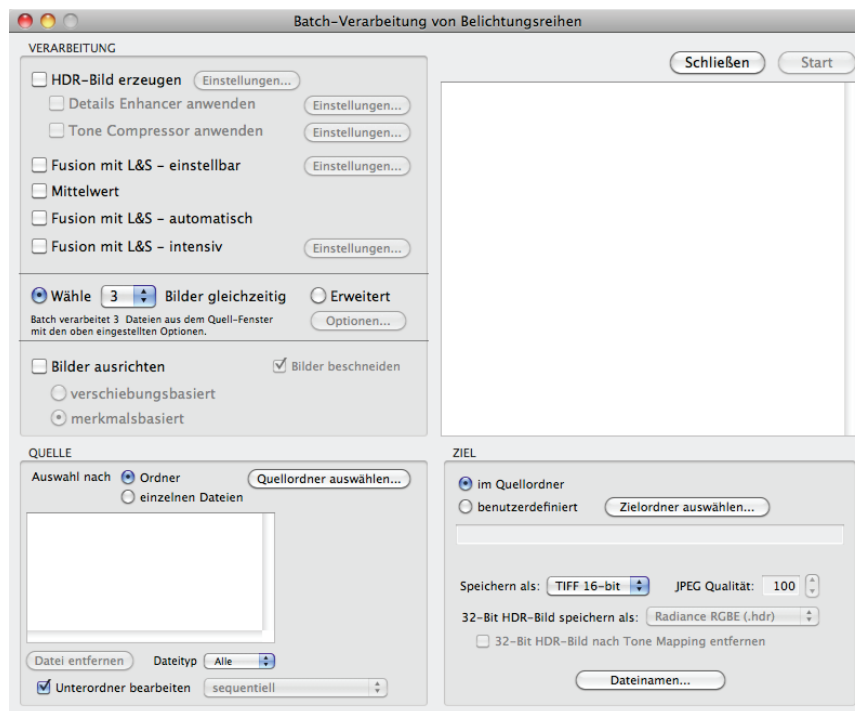 Batch-Verarbeitung von Belichtungsreihen
VERARBEITUNG
Schließen Start
HDR-Bild erzeugen Einstellungen...
Details Enhancer anwenden Einstellungen...
Tone Compressor anwenden Einstellungen...
Fusion mit L&S – einstellbar Einstellungen...
Mittelwert
Fusion mit L&S – automatisch
Fusion mit L&S – intensiv Einstellungen...
Wähle 3 Bilder gleichzeitig Erweitert
Batch verarbeitet 3 Dateien aus dem Quell-Fenster
mit den oben eingestellten Optionen.
Optionen...
Bilder ausrichten Bilder beschneiden
verschiebungsbasiert
merkmalsbasiert
QUELLE
Auswahl nach Ordner Quellordner auswählen...
einzelnen Dateien
Datei entfernen Dateityp Alle
Unterordner bearbeiten sequentiell
ZIEL
im Quellordner
benutzerdefiniert Zielordner auswählen...
Speichern als: TIFF 16-bit JPEG Qualität: 100
32-Bit HDR-Bild speichern als: Radiance RGBE (.hdr)
32-Bit HDR-Bild nach Tone Mapping entfernen
Dateinamen...